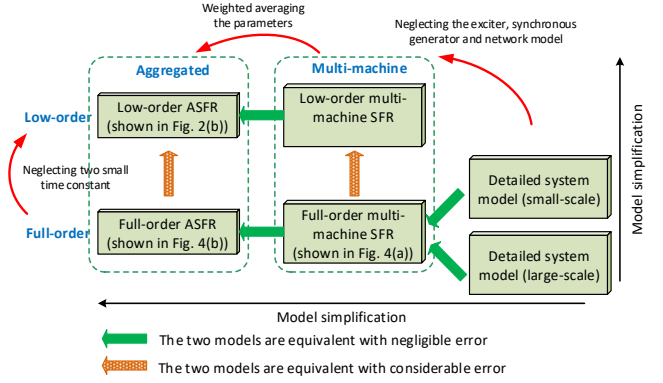 Weighted averaging
the parameters
Neglecting the exciter, synchronous
generator and network model
Aggregated
Multi-machine
Low-order
Low-order ASFR
(shown in Fig. 2(b))
Low-order multi-
machine SFR
Neglecting two small
time constant
Full-order
Full-order ASFR
(shown in Fig. 4(b))
Full-order multi-
machine SFR
(shown in Fig. 4(a))
Detailed system
model (small-scale)
Detailed system
model (large-scale)
Model simplification
Model simplification
The two models are equivalent with negligible error
The two models are equivalent with considerable error